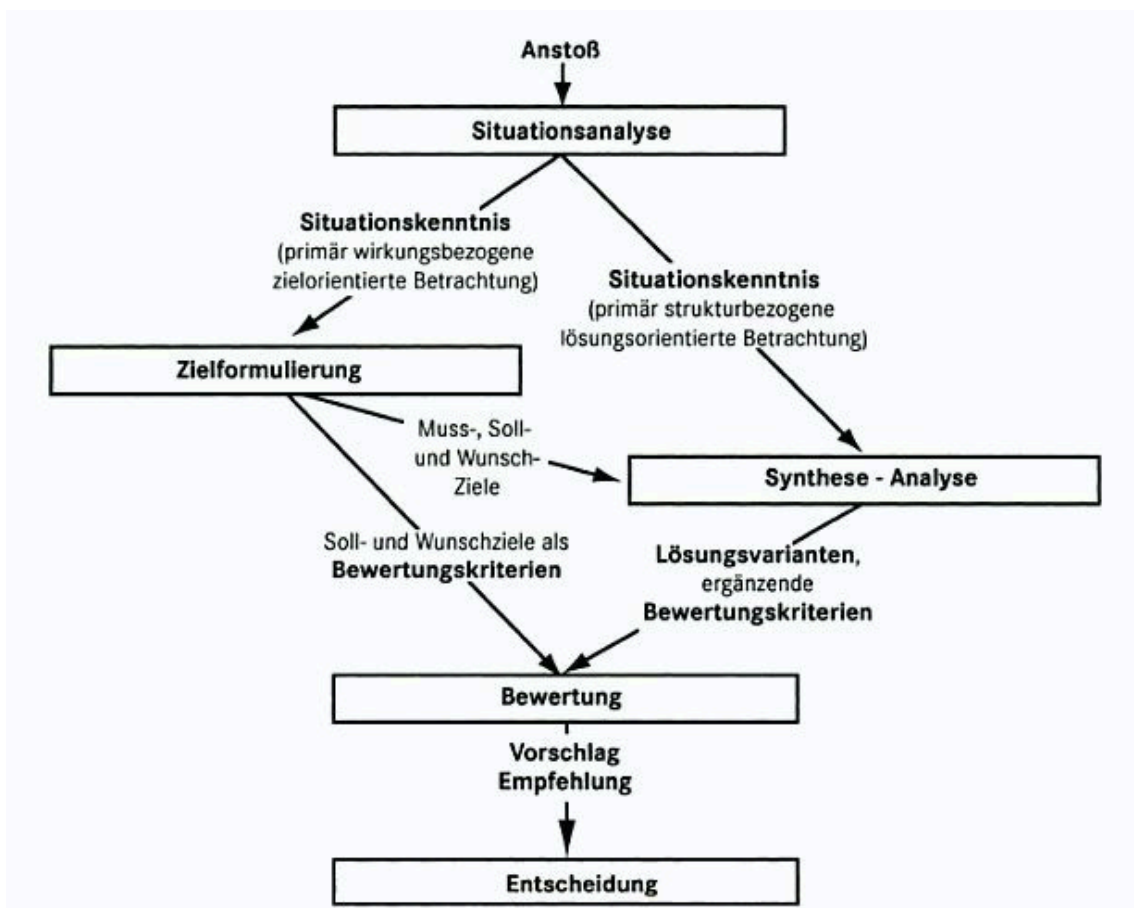 Anstoß
Situationsanalyse
Situationskenntnis
(primär wirkungsbezogene
zielorientierte Betrachtung)
Situationskenntnis
(primär strukturbezogene
lösungsorientierte Betrachtung)
Zielformulierung
Muss-, Soll-
und Wunsch-
Ziele
Synthese - Analyse
Soll- und Wunschziele als
Bewertungskriterien
Lösungsvarianten,
ergänzende
Bewertungskriterien
Bewertung
Vorschlag
Empfehlung
Entscheidung